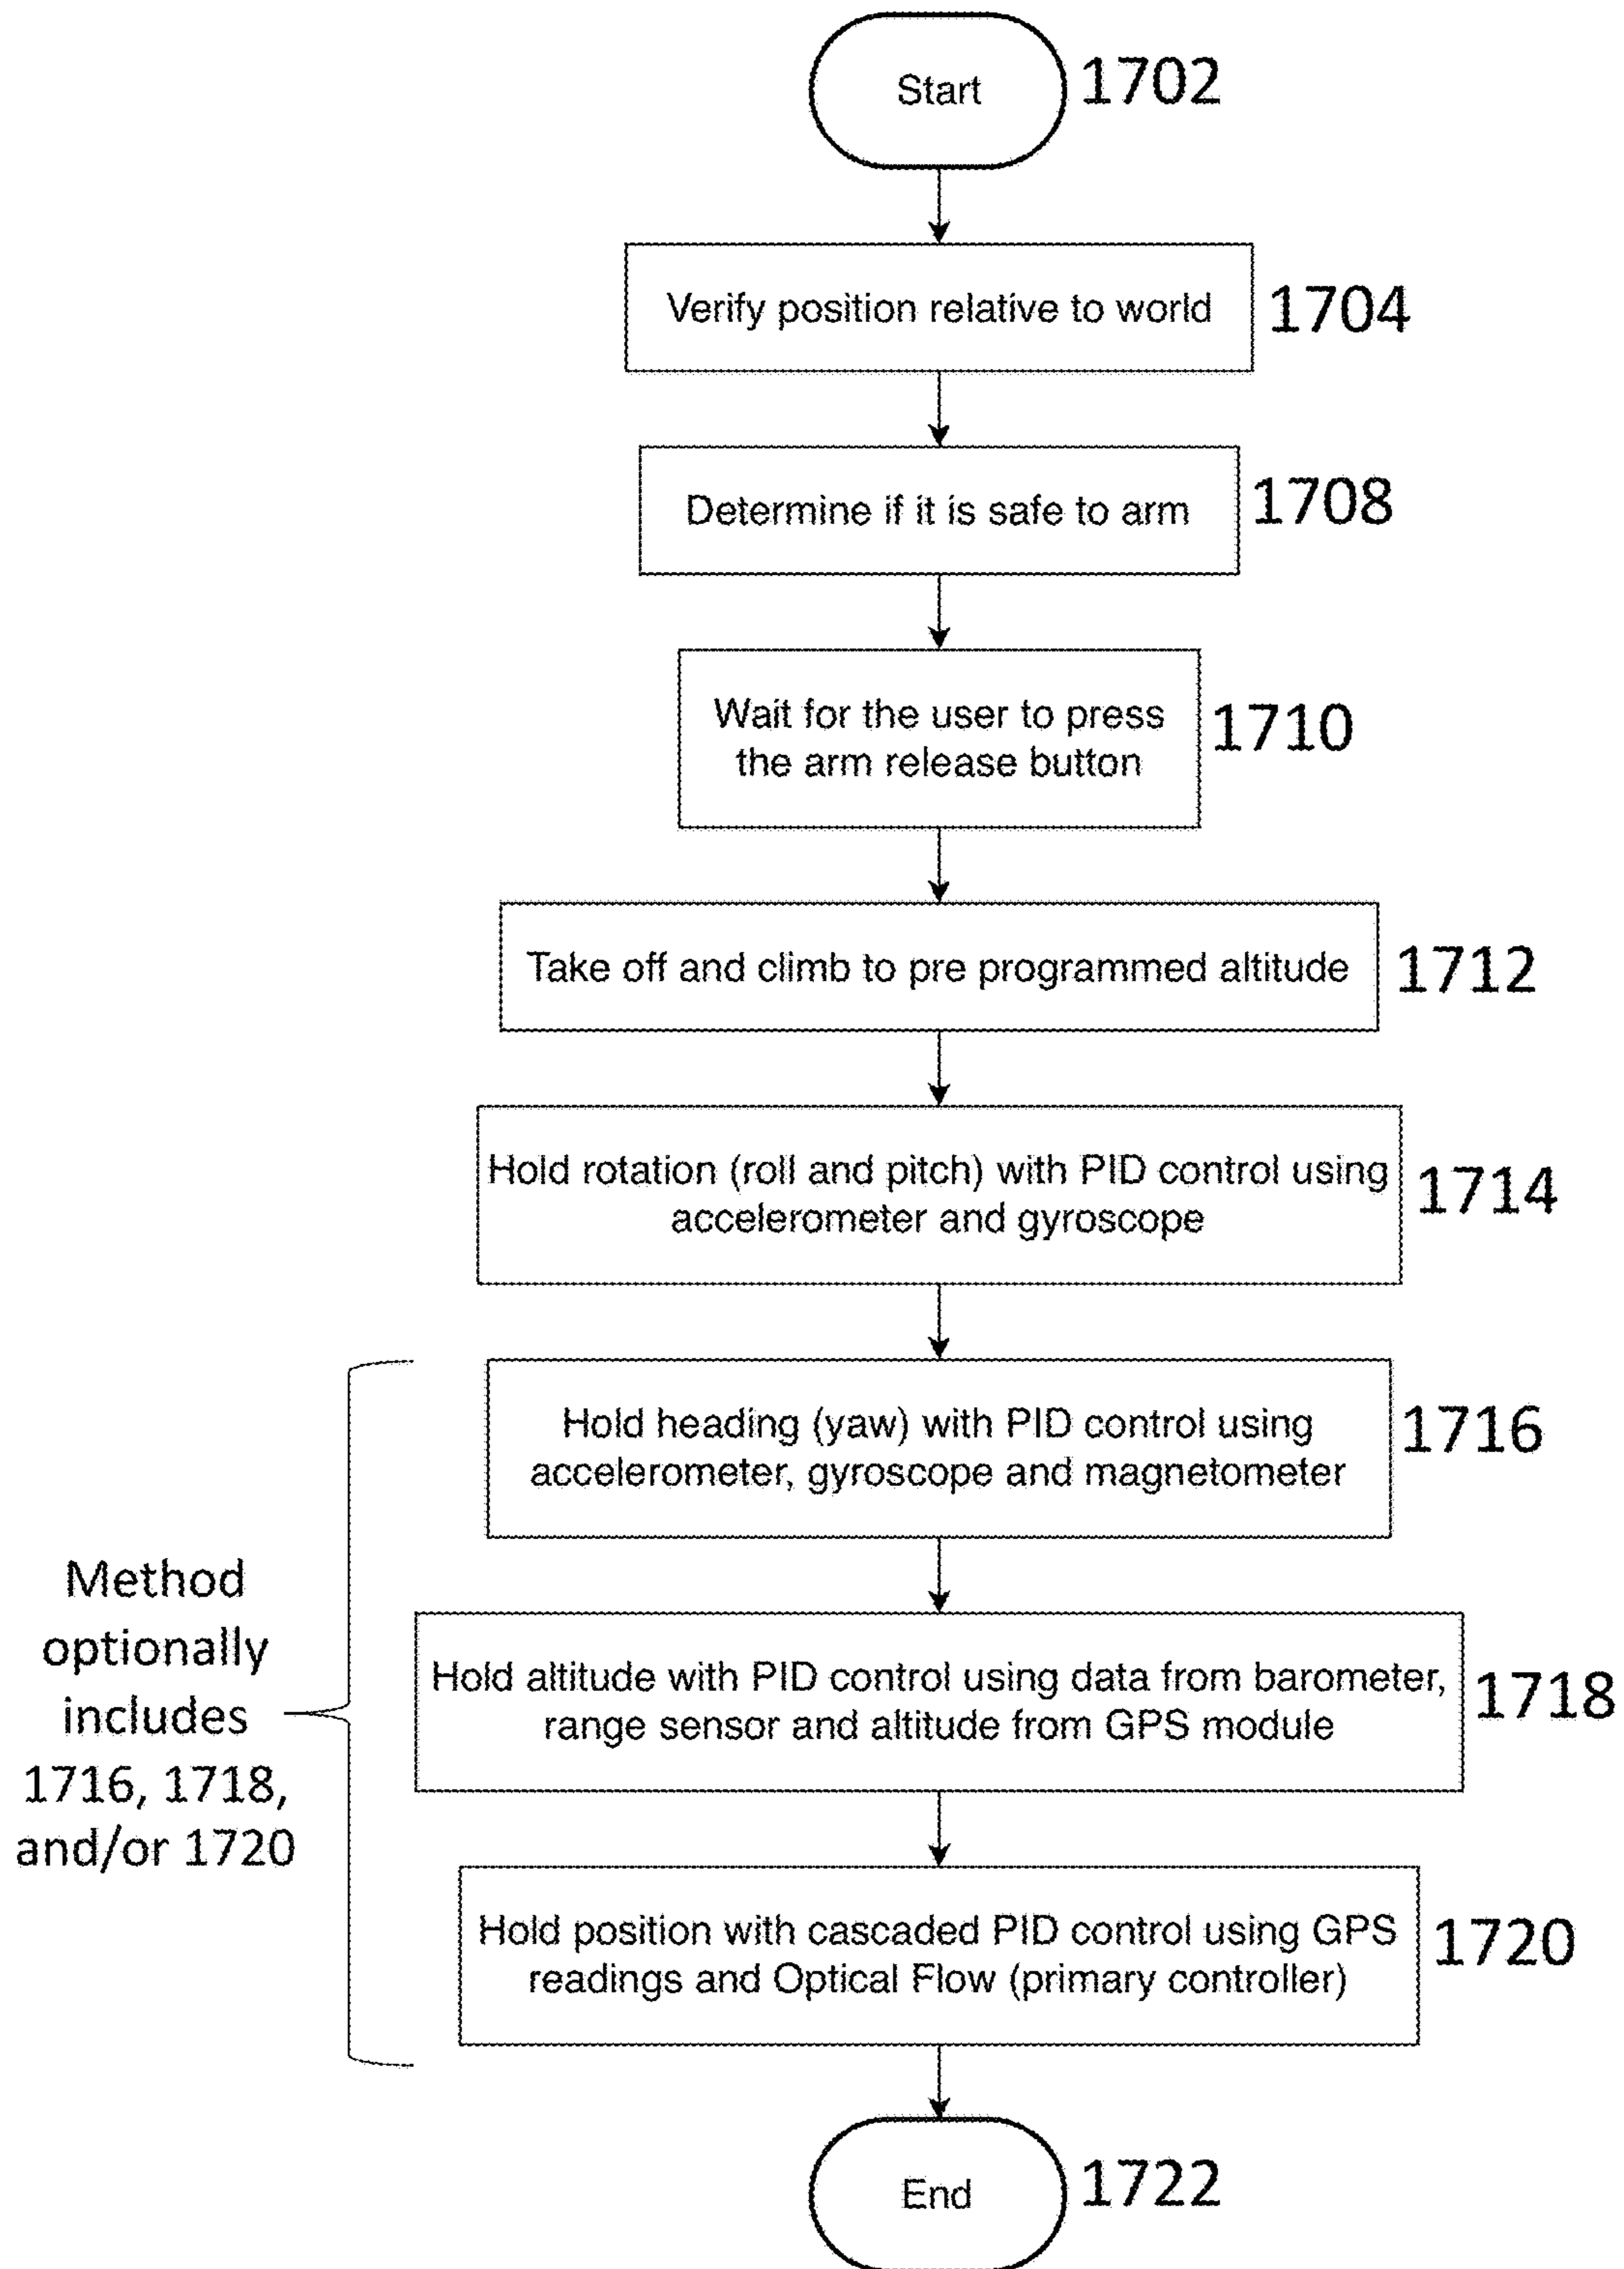 Start
1702
Verify position relative to world
1704
Determine if it is safe to arm
1708
Wait for the user to press
the arm release button
1710
Take off and climb to pre programmed altitude
1712
Hold rotation (roll and pitch) with PID control using
accelerometer and gyroscope
1714
Hold heading (yaw) with PID control using
accelerometer, gyroscope and magnetometer
1716
Method
optionally
includes
1716, 1718,
and/or 1720
Hold altitude with PID control using data from barometer,
range sensor and altitude from GPS module
1718
Hold position with cascaded PID control using GPS
readings and Optical Flow (primary controller)
1720
End
1722